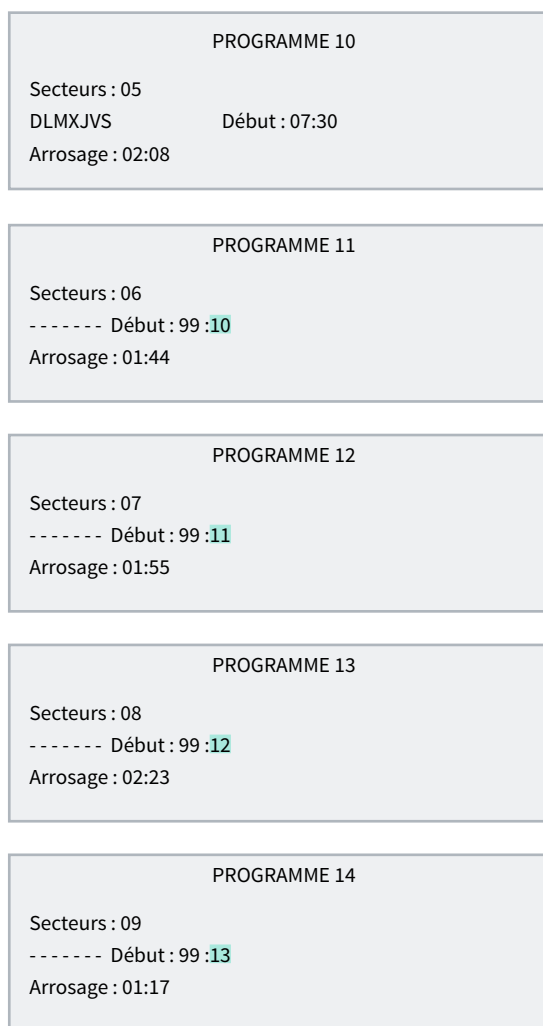 PROGRAMME 10
Secteurs : 05
DLMXJVS Début : 07:30
Arrosage : 02:08
PROGRAMME 11
Secteurs : 06
- - - - - - - Début : 99 :10
Arrosage : 01:44
PROGRAMME 12
Secteurs : 07
- - - - - - - Début : 99 :11
Arrosage : 01:55
PROGRAMME 13
Secteurs : 08
- - - - - - - Début : 99 :12
Arrosage : 02:23
PROGRAMME 14
Secteurs : 09
- - - - - - - Début : 99 :13
Arrosage : 01:17